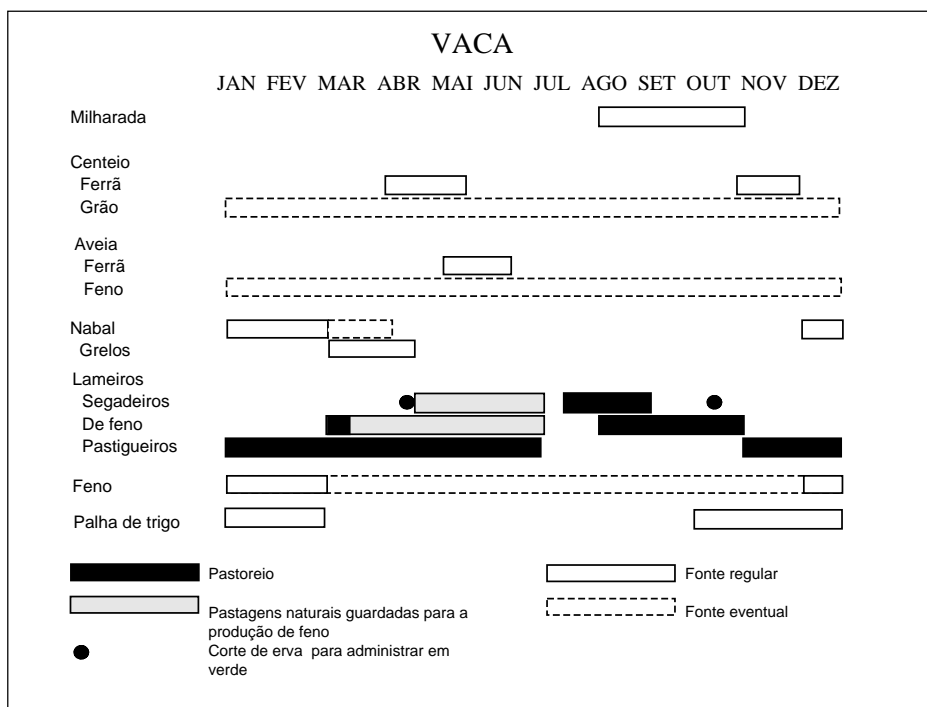 VACA
JAN FEV MAR ABR MAI JUN JUL AGO SET OUT NOV DEZ
Milharada
Centeio
Ferrã
Grão
Aveia
Ferrã
Feno
Nabal
Grelos
Lameiros
Segadeiros
De feno
Pastigueiros
Feno
Palha de trigo
Pastoreio
Pastagens naturais guardadas para a
produção de feno
Corte de erva para administrar em
verde
Fonte regular
Fonte eventual